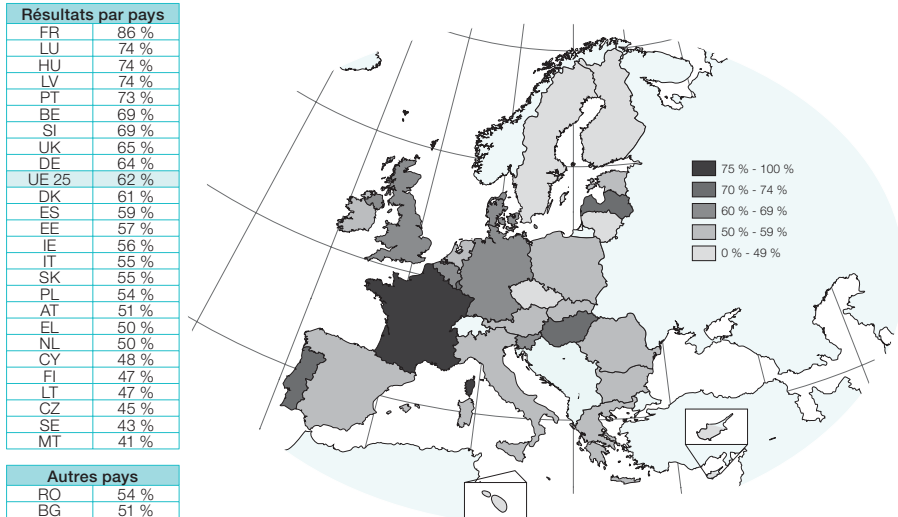 Résultats par pays
FR 86 %
LU 74 %
HU 74 %
LV 74 %
PT 73 %
BE 69 %
SI 69 %
UK 65 %
DE 64 %
UE 25 62 %
DK 61 %
ES 59 %
EE 57 %
IE 56 %
IT 55 %
SK 55 %
PL 54 %
AT 51 %
EL 50 %
NL 50 %
CY 48 %
FI 47 %
LT 47 %
CZ 45 %
SE 43 %
MT 41 %
Autres pays
RO 54 %
BG 51 %
75 % - 100 %
70 % - 74 %
60 % - 69 %
50 % - 59 %
0 % - 49 %